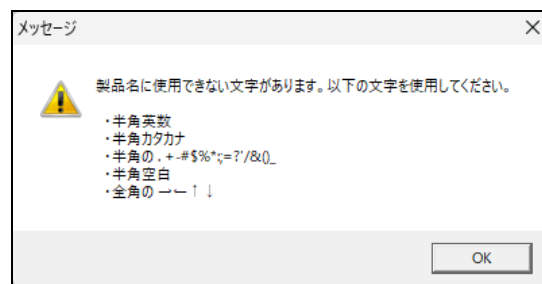 メッセージ
製品名に使用できない文字があります。以下の文字を使用してください。
・半角英数
・半角カタカナ
・半角の . + -#$%*:;=?'/&()_
・半角空白
・全角の →←↑↓
OK